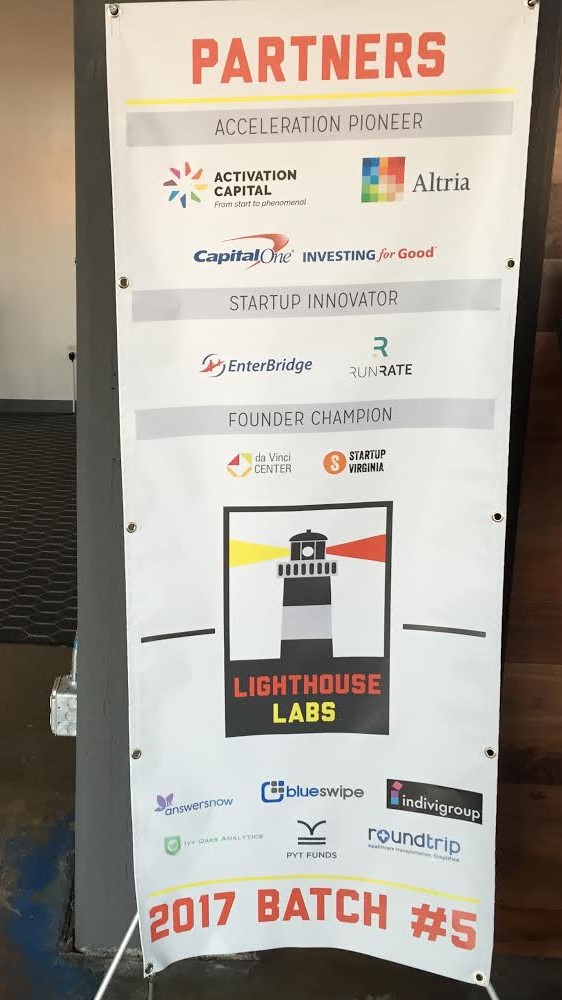 PARTNERS
ACCELERATION PIONEER
ACTIVATION
CAPITAL
From start to phenomenal
Altria
CapitalOne INVESTING for Good
STARTUP INNOVATOR
EnterBridge
R
RUNRATE
FOUNDER CHAMPION
da Vinci
CENTER
S STARTUP
VIRGINIA
LIGHTHOUSE
LABS
answersnow
blueswipe
indivigroup
IVY OAKS ANALYTICS
PYT FUNDS
roundtrip
healthcare transportation. Simplified.
2017 BATCH #5